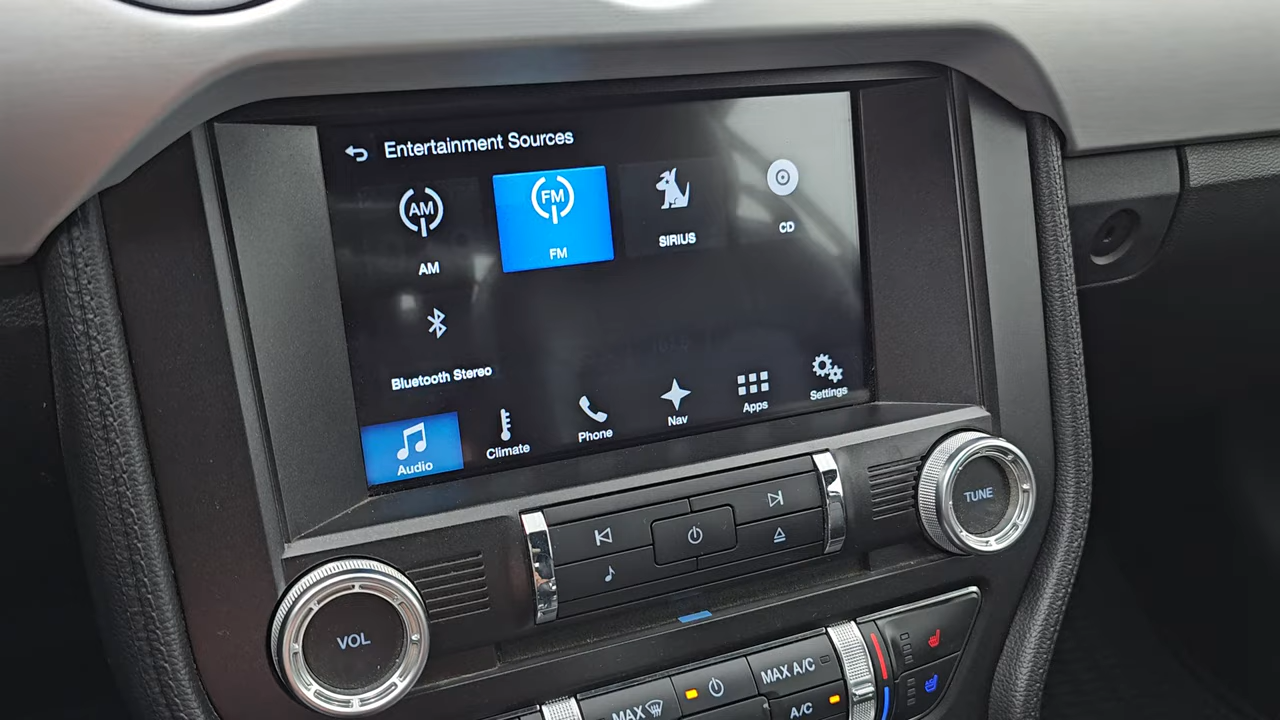 Entertainment Sources
AM
FM
AM
FM
SIRIUS
CD
Bluetooth Stereo
Audio
Climate
Phone
Nav
Apps
Settings
TUNE
VOL
MAX A/C
MAX
A/C